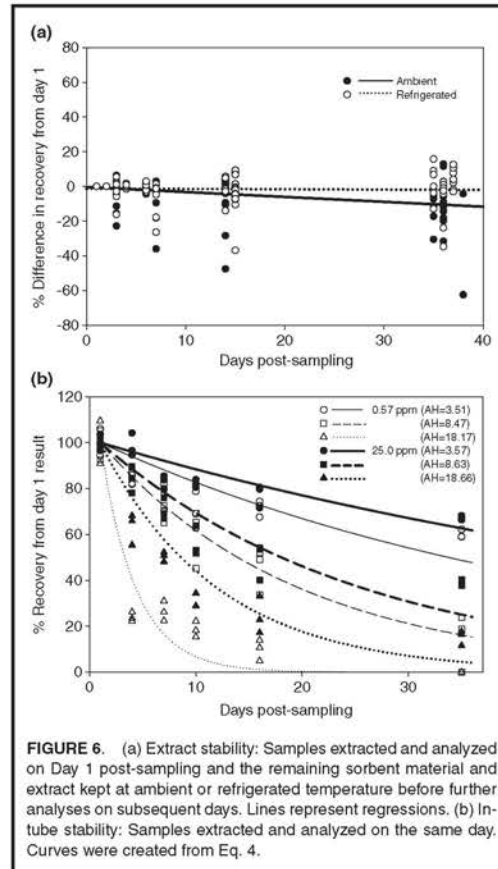 (a)
80
60
40
20
0
-20
-40
-60
-80
% Difference in recovery from day 1
Ambient
Refrigerated
0 10 20 30 40
Days post-sampling
(b)
120
100
80
60
40
20
0
% Recovery from day 1 result
0.57 ppm (AH=3.51)
(AH=8.47)
(AH=18.17)
25.0 ppm (AH=3.57)
(AH=8.63)
(AH=18.66)
0 10 20 30
Days post-sampling
FIGURE 6. (a) Extract stability: Samples extracted and analyzed
on Day 1 post-sampling and the remaining sorbent material and
extract kept at ambient or refrigerated temperature before further
analyses on subsequent days. Lines represent regressions. (b) In-
tube stability: Samples extracted and analyzed on the same day.
Curves were created from Eq. 4.